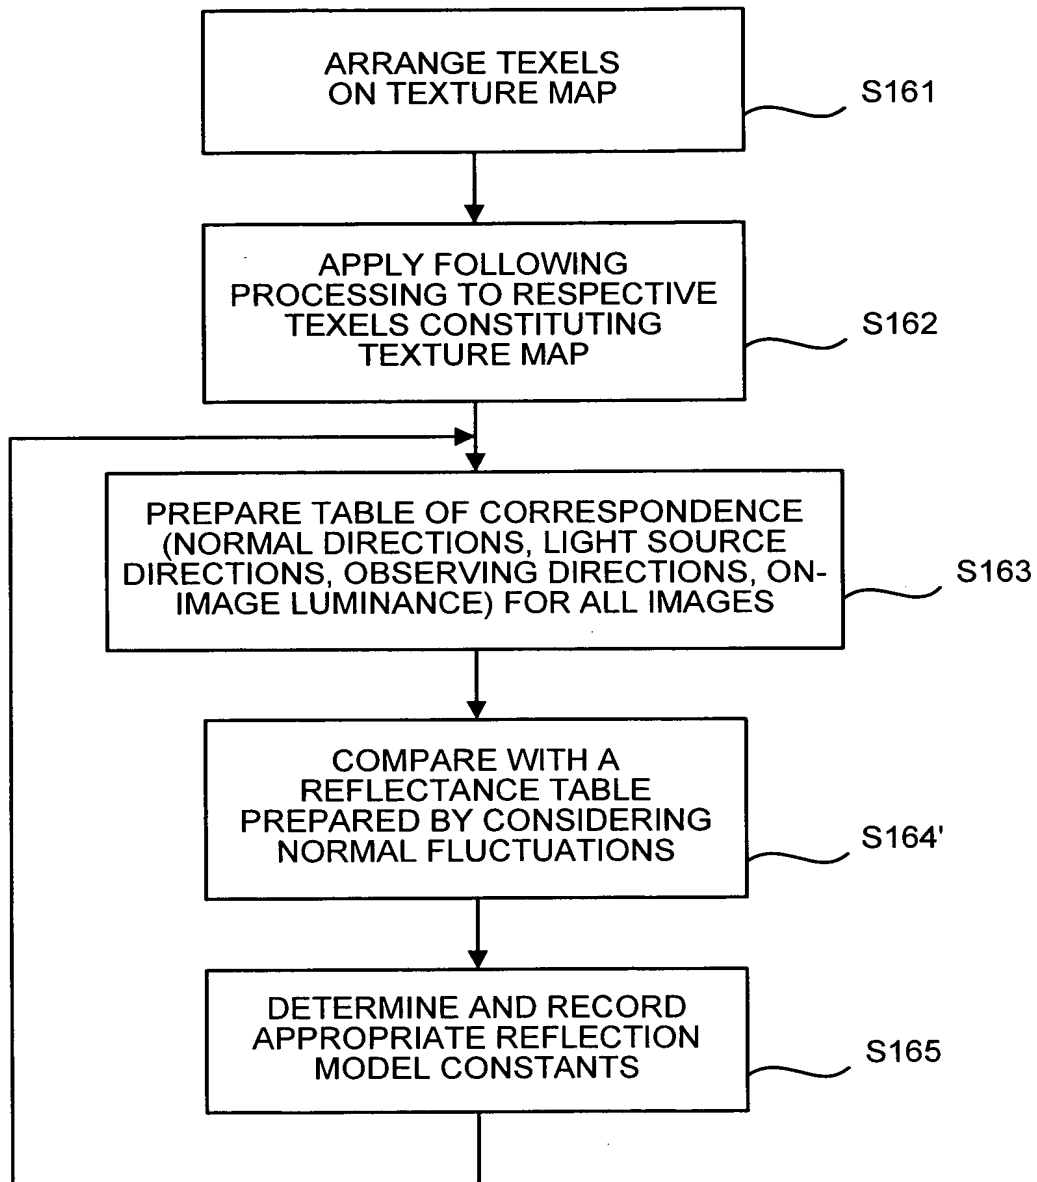 ARRANGE TEXELS
ON TEXTURE MAP
S161
APPLY FOLLOWING
PROCESSING TO RESPECTIVE
TEXELS CONSTITUTING
TEXTURE MAP
S162
PREPARE TABLE OF CORRESPONDENCE
(NORMAL DIRECTIONS, LIGHT SOURCE
DIRECTIONS, OBSERVING DIRECTIONS, ON-
IMAGE LUMINANCE) FOR ALL IMAGES
S163
COMPARE WITH A
REFLECTANCE TABLE
PREPARED BY CONSIDERING
NORMAL FLUCTUATIONS
S164'
DETERMINE AND RECORD
APPROPRIATE REFLECTION
MODEL CONSTANTS
S165